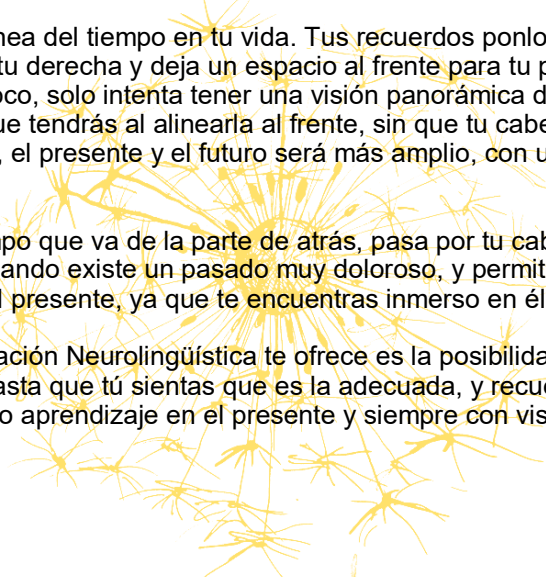 nea del tiempo en tu vida. Tus recuerdos ponlo
tu derecha y deja un espacio al frente para tu p
oco, solo intenta tener una visión panorámica d
ue tendrás al alinearla al frente, sin que tu cabe
, el presente y el futuro será más amplio, con u
po que va de la parte de atrás, pasa por tu cab
ando existe un pasado muy doloroso, y permit
l presente, ya que te encuentras inmerso en él
ación Neurolingüística te ofrece es la posibilida
asta que tú sientas que es la adecuada, y recue
o aprendizaje en el presente y siempre con vis